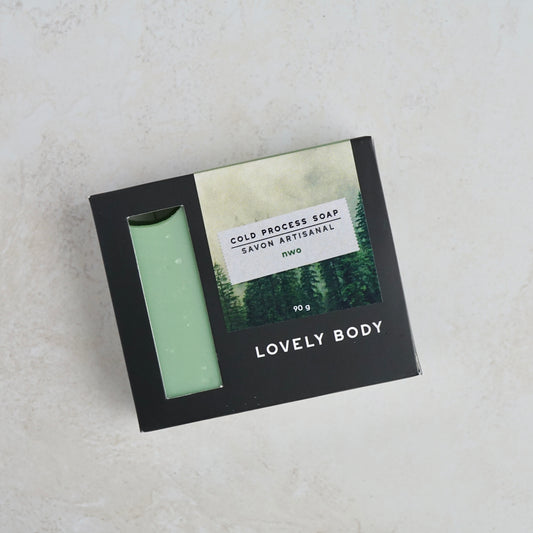 COLD PROCESS SOAP
SAVON ARTISANAL
nwo
90 g
LOVELY BODY